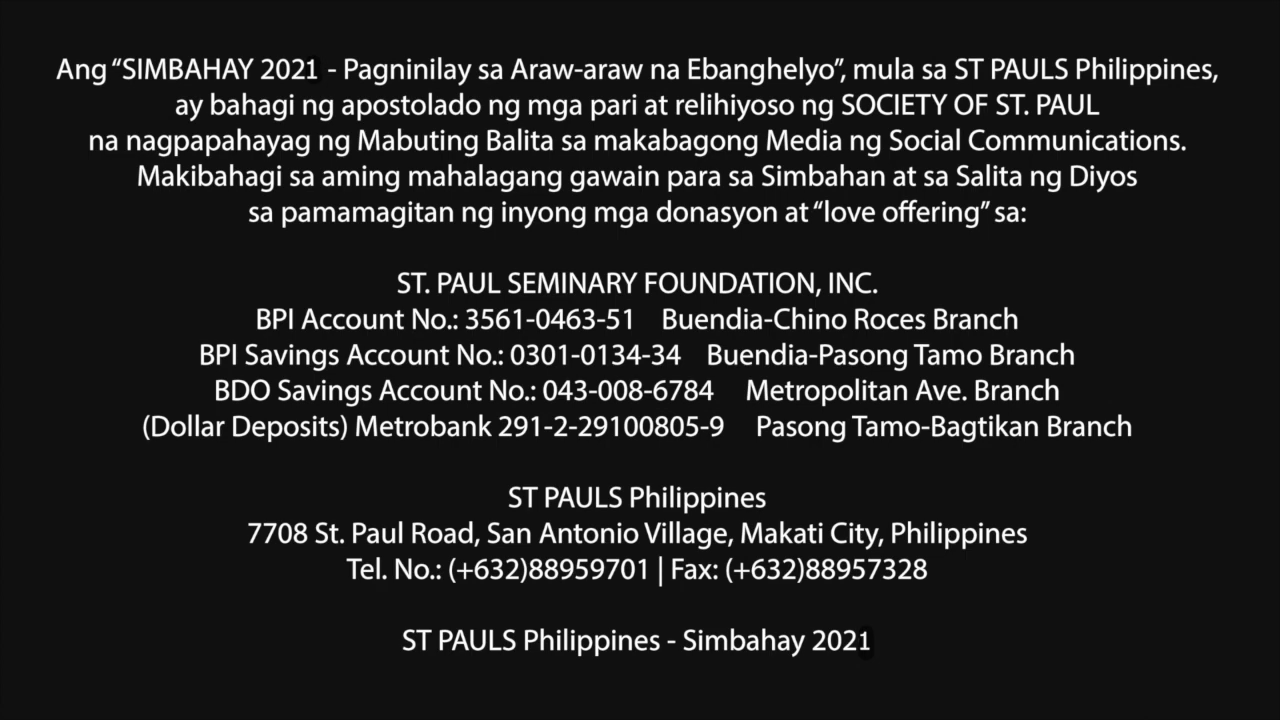 Ang “SIMBAHAY 2021 - Pagninilay sa Araw-araw na Ebanghelyo”, mula sa ST PAULS Philippines,
ay bahagi ng apostolado ng mga pari at relihiyoso ng SOCIETY OF ST. PAUL
na nagpapahayag ng Mabuting Balita sa makabagong Media ng Social Communications.
Makibahagi sa aming mahalagang gawain para sa Simbahan at sa Salita ng Diyos
sa pamamagitan ng inyong mga donasyon at “love offering” sa:
ST. PAUL SEMINARY FOUNDATION, INC.
BPI Account No.: 3561-0463-51 Buendia-Chino Roces Branch
BPI Savings Account No.: 0301-0134-34 Buendia-Pasong Tamo Branch
BDO Savings Account No.: 043-008-6784 Metropolitan Ave. Branch
(Dollar Deposits) Metrobank 291-2-29100805-9 Pasong Tamo-Bagtikan Branch
ST PAULS Philippines
7708 St. Paul Road, San Antonio Village, Makati City, Philippines
Tel. No.: (+632)88959701 | Fax: (+632)88957328
ST PAULS Philippines - Simbahay 2021